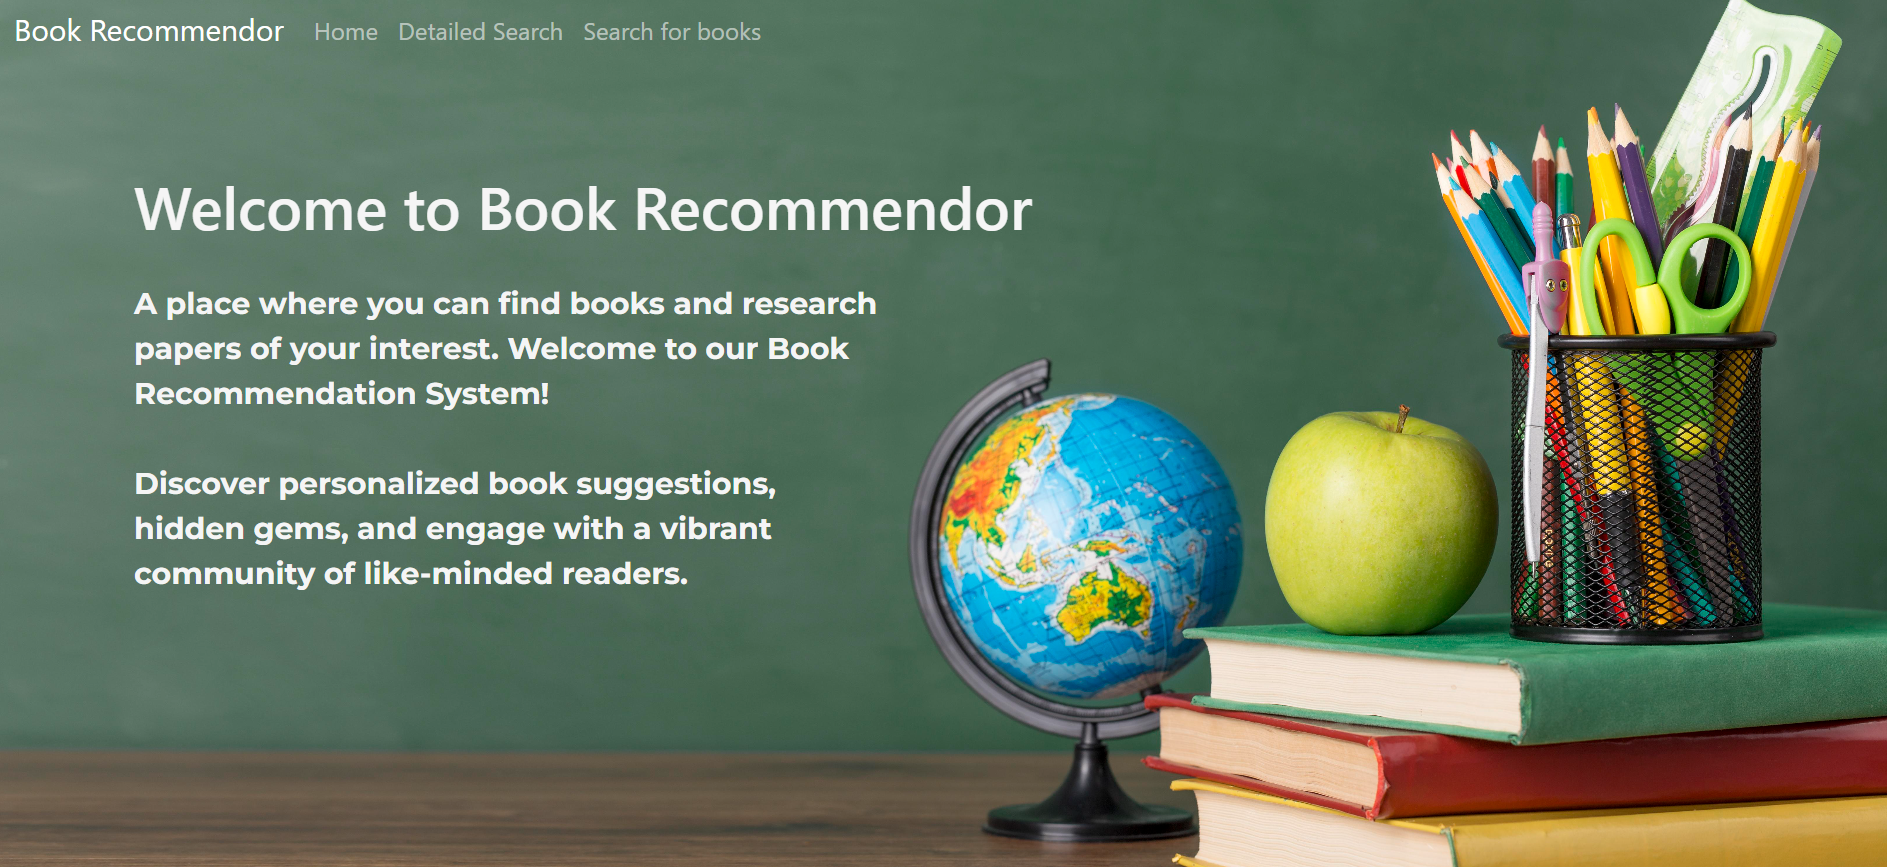 Book Recommendor Home Detailed Search Search for books
Welcome to Book Recommendor
A place where you can find books and research
papers of your interest. Welcome to our Book
Recommendation System!
Discover personalized book suggestions,
hidden gems, and engage with a vibrant
community of like-minded readers.